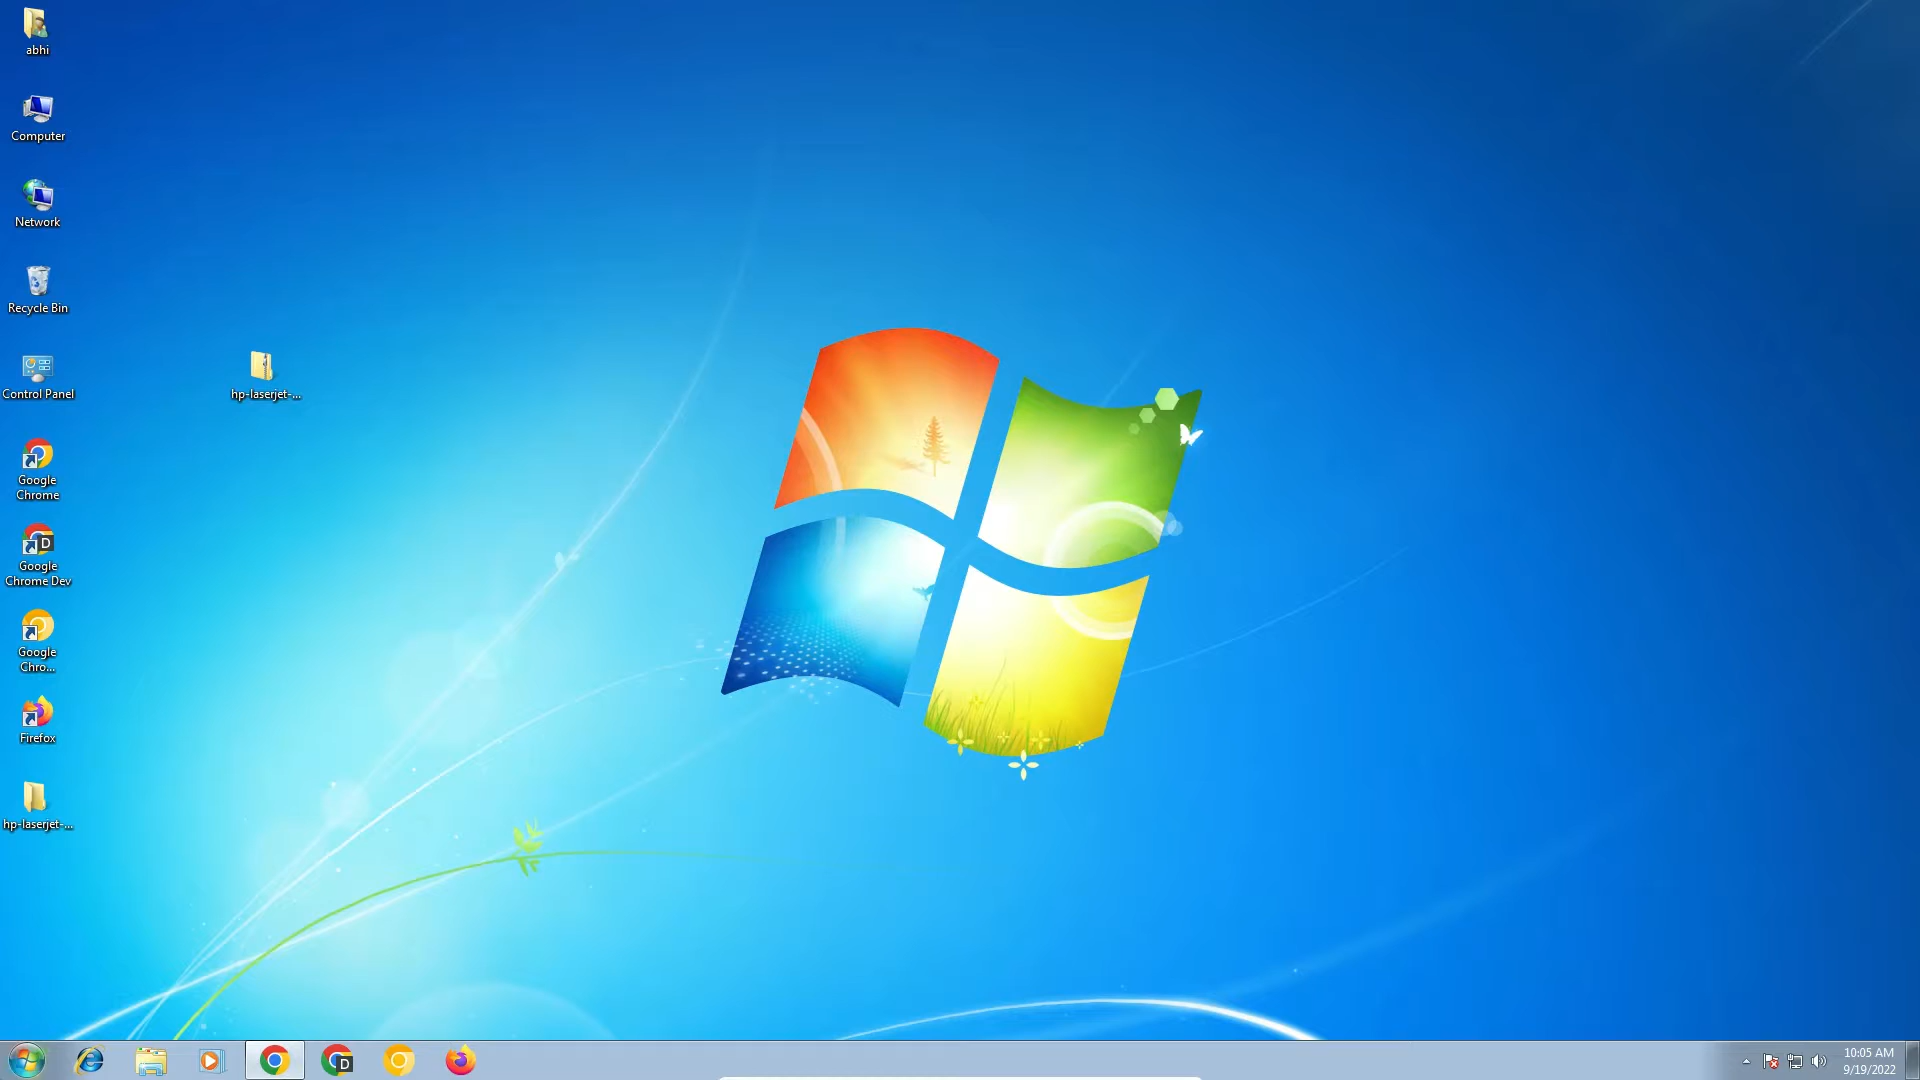 abhi
Computer
Network
Recycle Bin
Control Panel
hp-laserjet-...
Google
Chrome
D
Google
Chrome Dev
Google
Chro...
Firefox
hp-laserjet-...
D
10:05 AM
9/19/2022